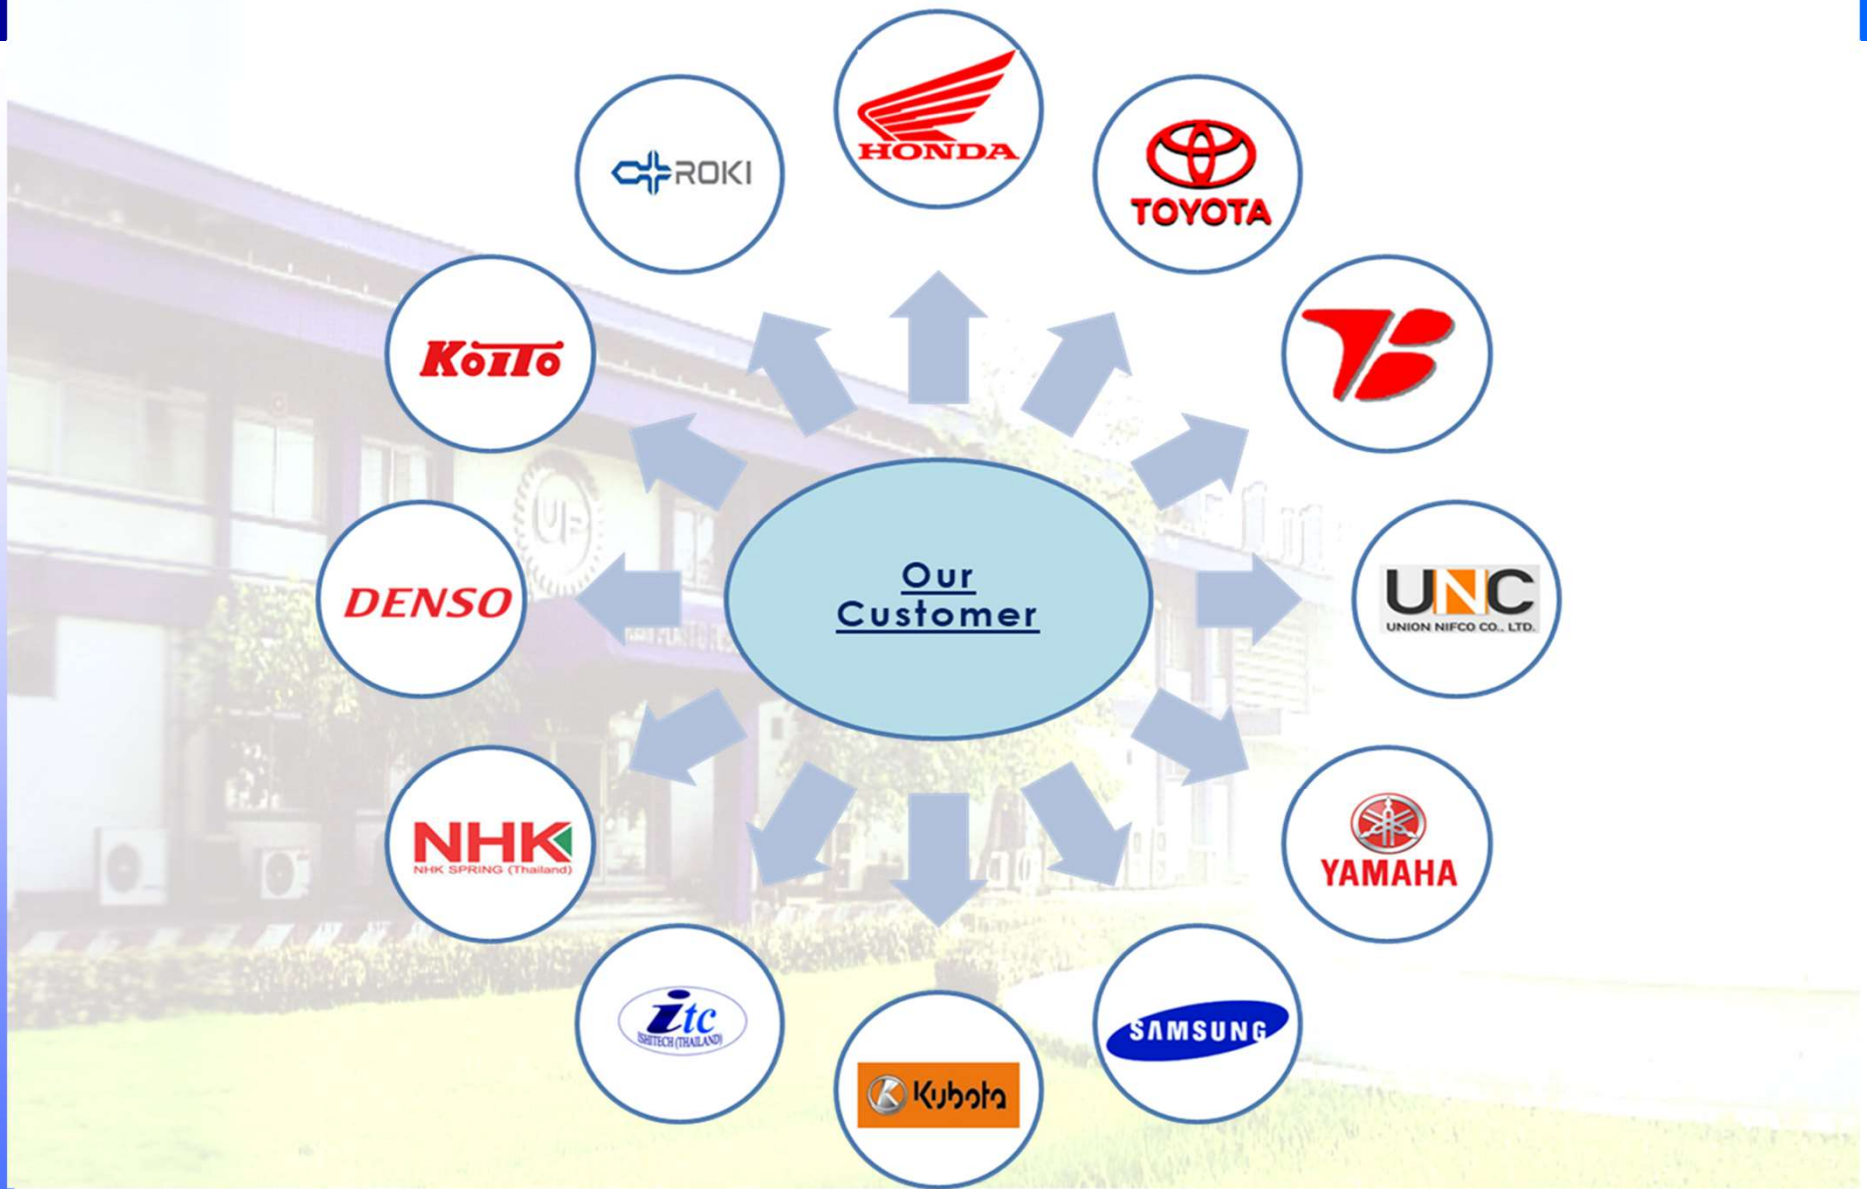 HONDA
ROKI
TOYOTA
KOITO
Our
Customer
DENSO
UNC
UNION NIFCO CO., LTD.
NHK
NHK SPRING (Thailand)
YAMAHA
itc
ISHITECH (THAILAND)
SAMSUNG
Kubota
UF